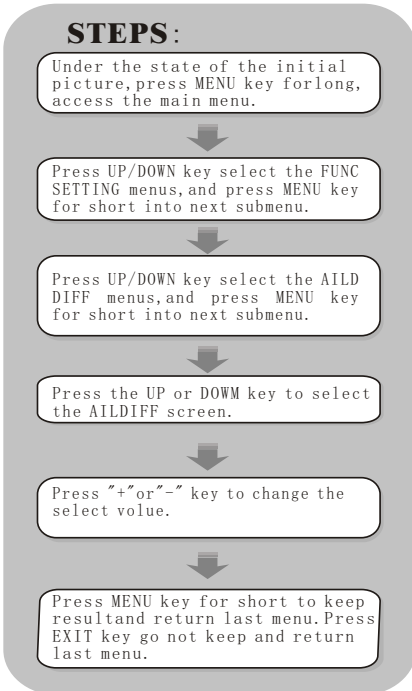 STEPS:
Under the state of the initial
picture,press MENU key forlong,
access the main menu.
Press UP/DOWN key select the FUNC
SETTING menus,and press MENU key
for short into next submenu.
Press UP/DOWN key select the AILD
DIFF menus,and press MENU key
for short into next submenu.
Press the UP or DOWM key to select
the AILDIFF screen.
Press "+"or"-" key to change the
select volue.
Press MENU key for short to keep
resultand return last menu.Press
EXIT key go not keep and return
last menu.